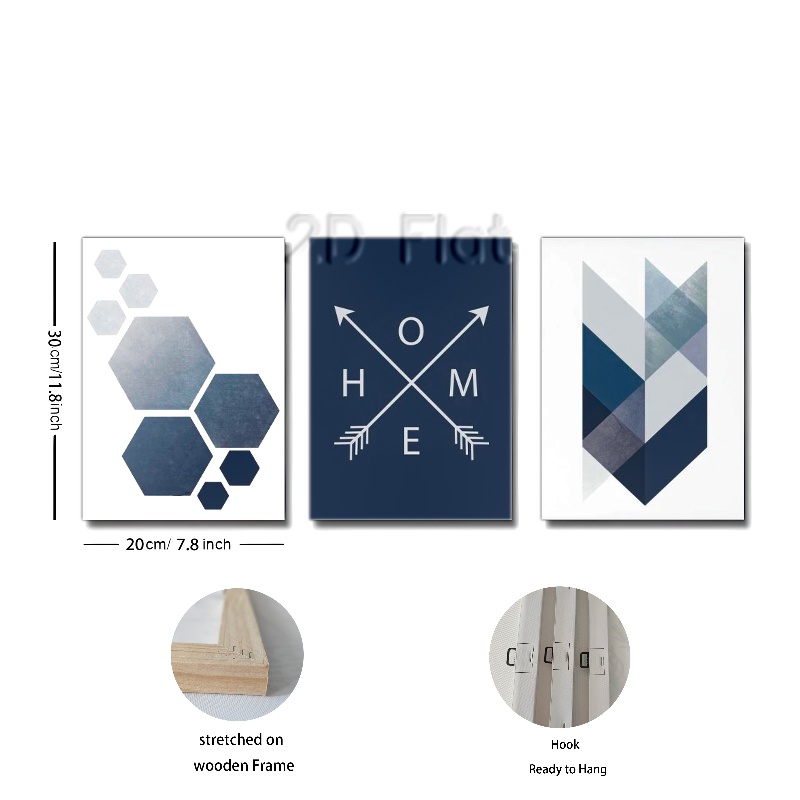 2D Flat
O
H M
E
30cm/11.8inch
20cm/ 7.8 inch
stretched on
wooden Frame
Hook
Ready to Hang